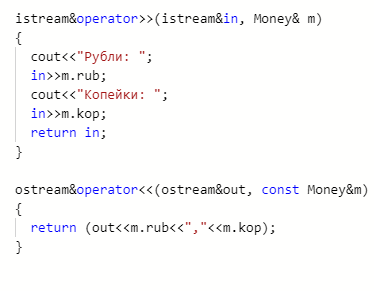 istream&operator>>(istream&in, Money& m)
{
cout<<"Рубли: ";
in>>m.rub;
cout<<"Копейки: ";
in>>m.kop;
return in;
}
ostream&operator<<(ostream&out, const Money&m)
{
return (out<<m.rub<<","<<m.kop);
}